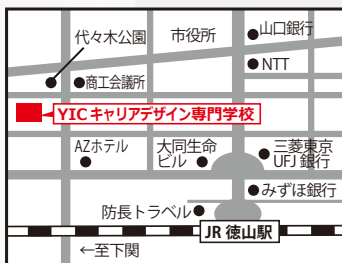 代々木公園
市役所
山口銀行
NTT
商工会議所
YICキャリアデザイン専門学校
AZホテル
大同生命
ビル
三菱東京
UFJ銀行
みずほ銀行
防長トラベル
JR 徳山駅
←至下関